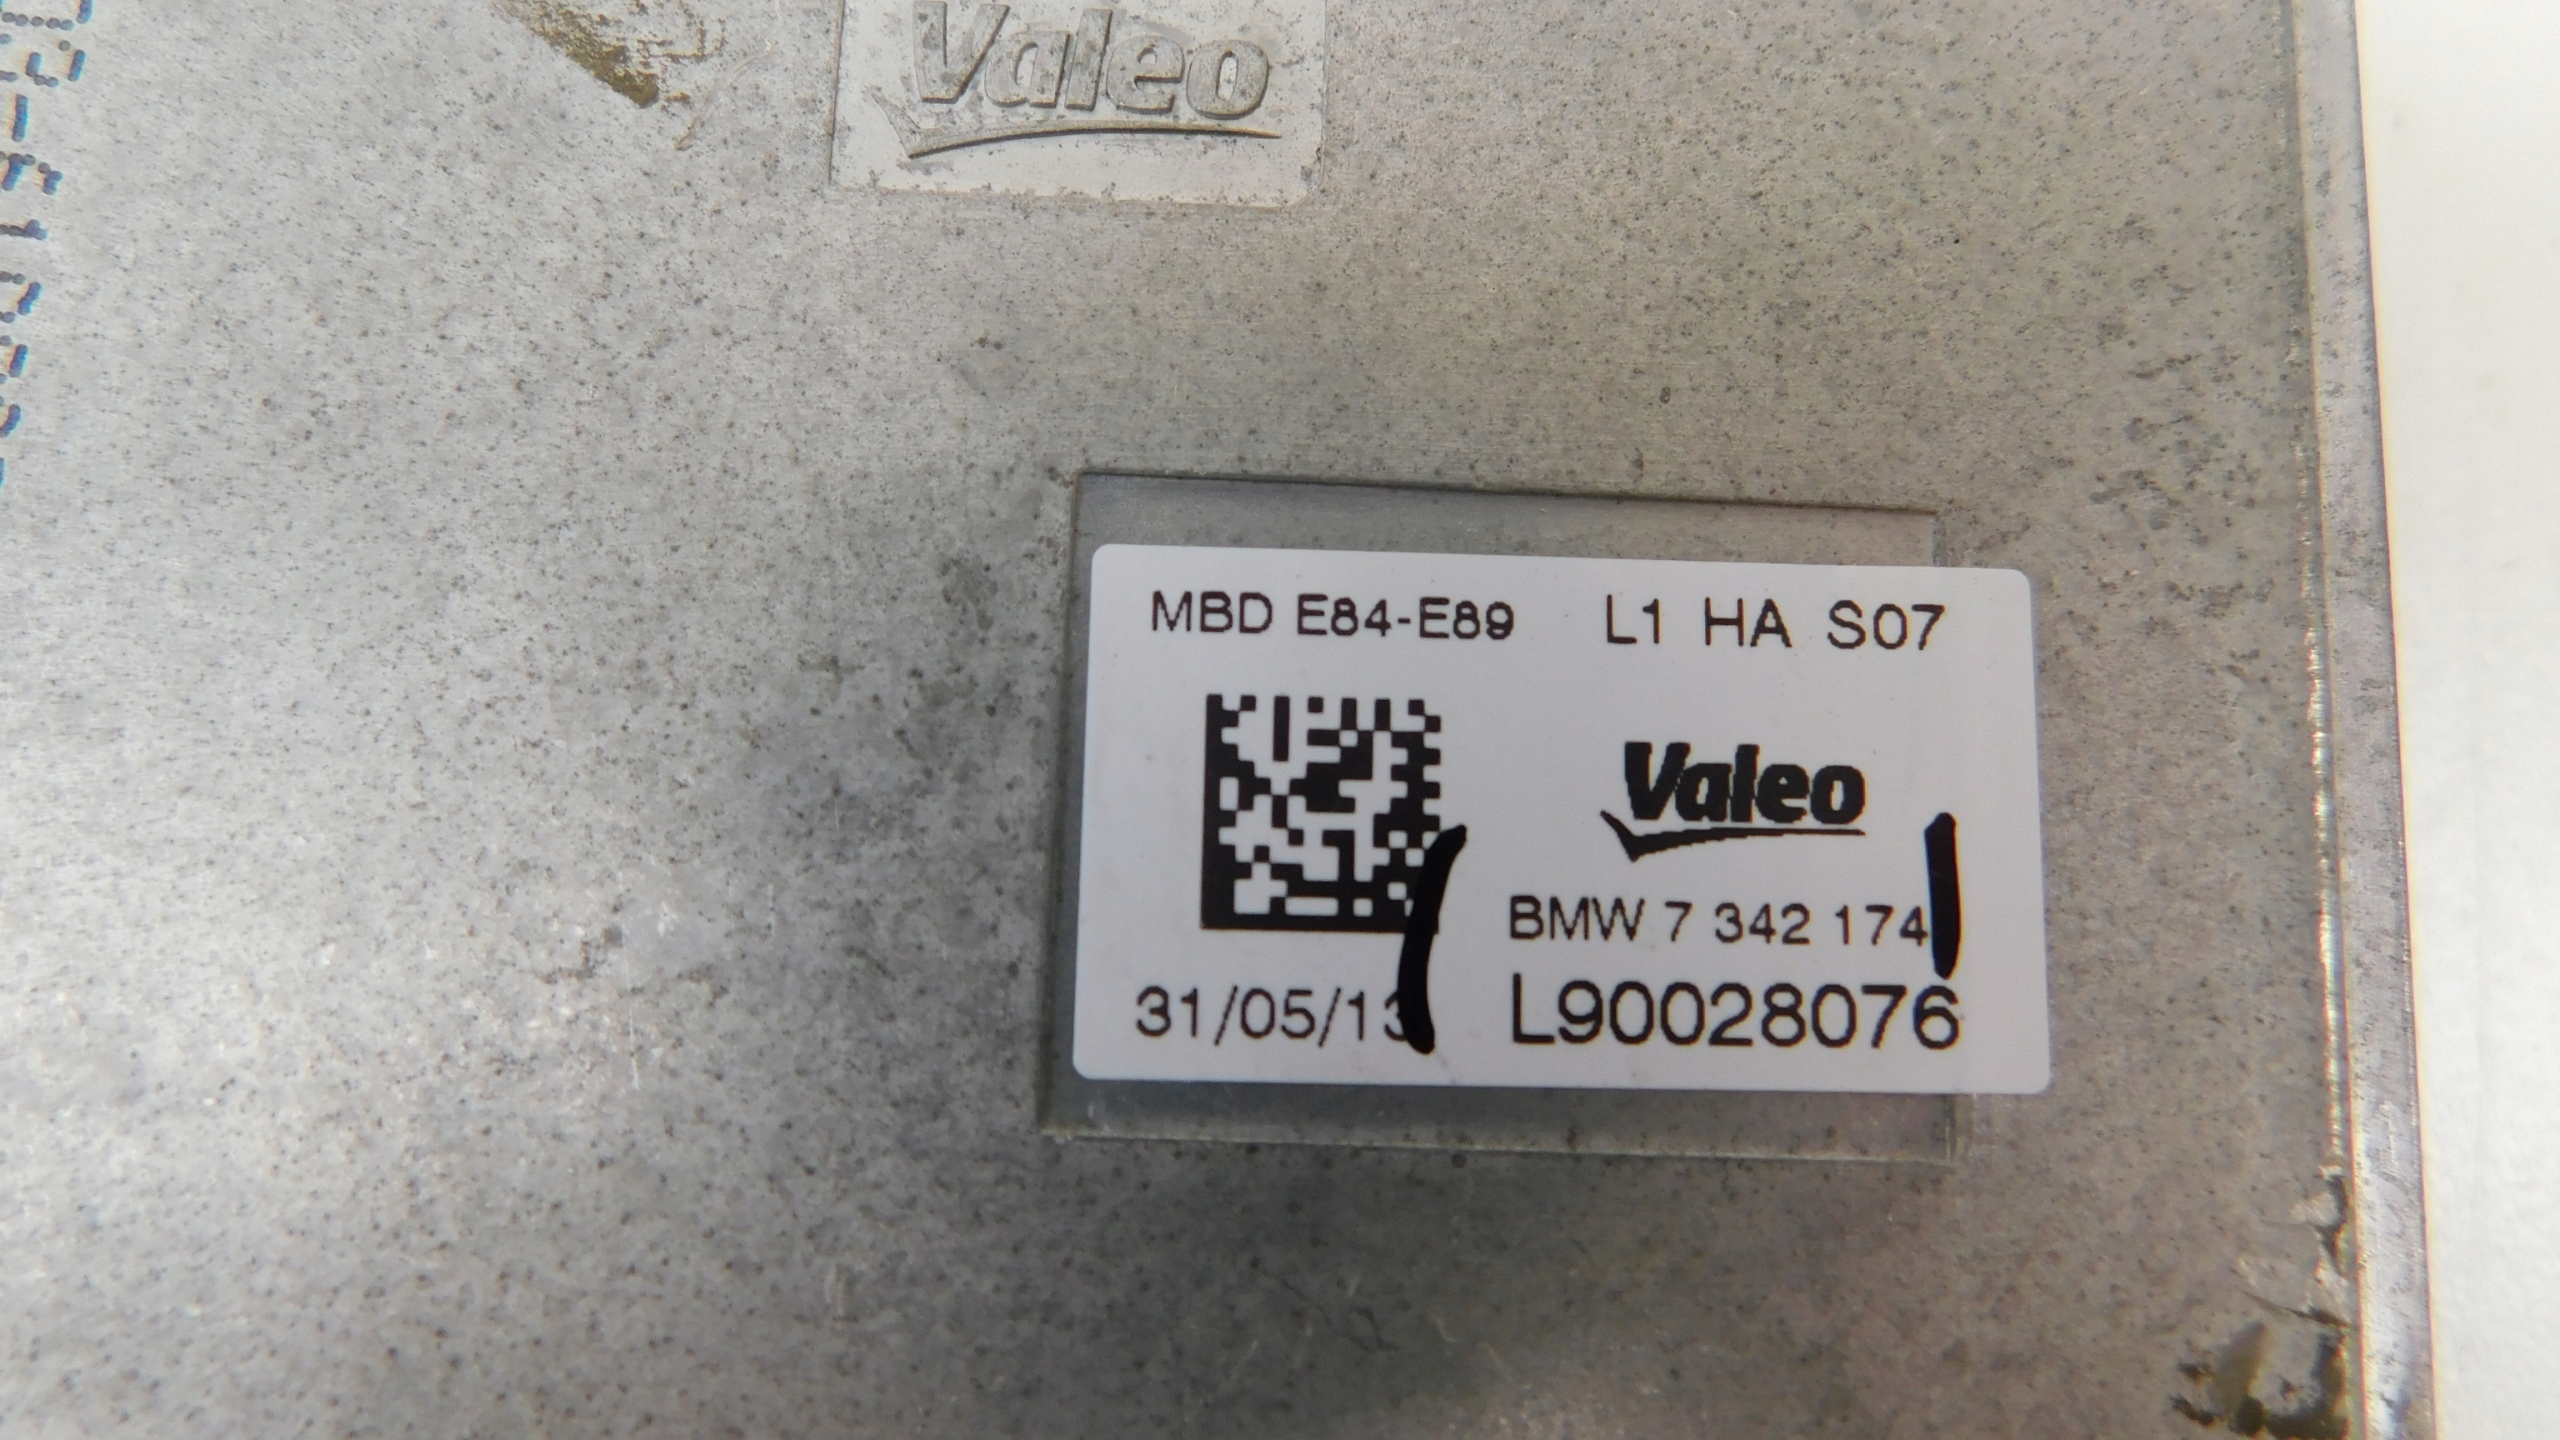 Valeo
MBD E84-E89 L1 HA S07
Valeo
BMW 7 342 174
31/05/13 L90028076